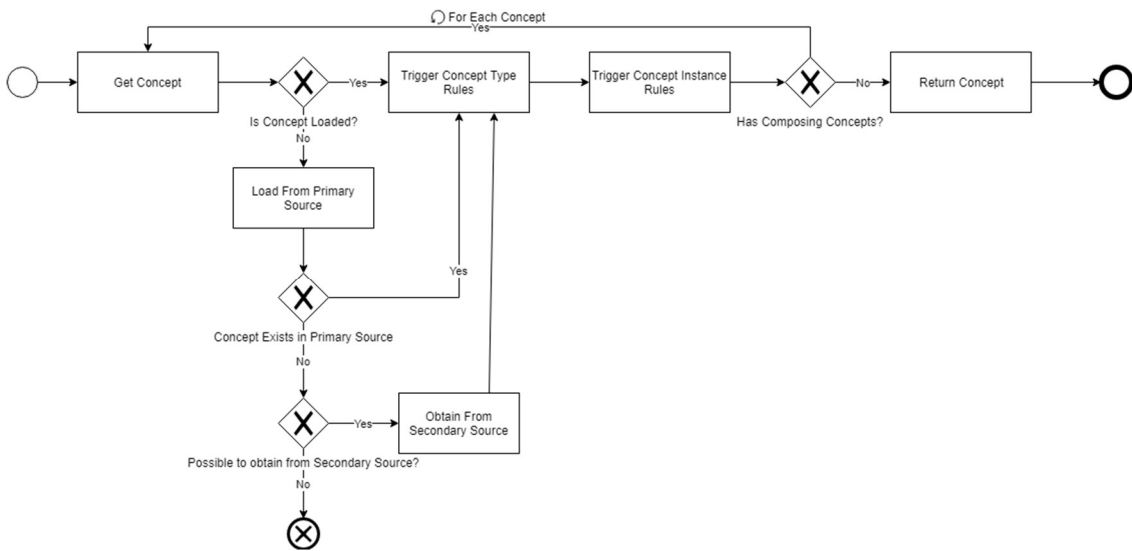 For Each Concept
Yes
Get Concept
Yes
Trigger Concept Type
Rules
Trigger Concept Instance
Rules
No
Return Concept
Is Concept Loaded?
Has Composing Concepts?
No
Load From Primary
Source
Yes
Concept Exists in Primary Source
No
Yes
Obtain From
Secondary Source
Possible to obtain from Secondary Source?
No